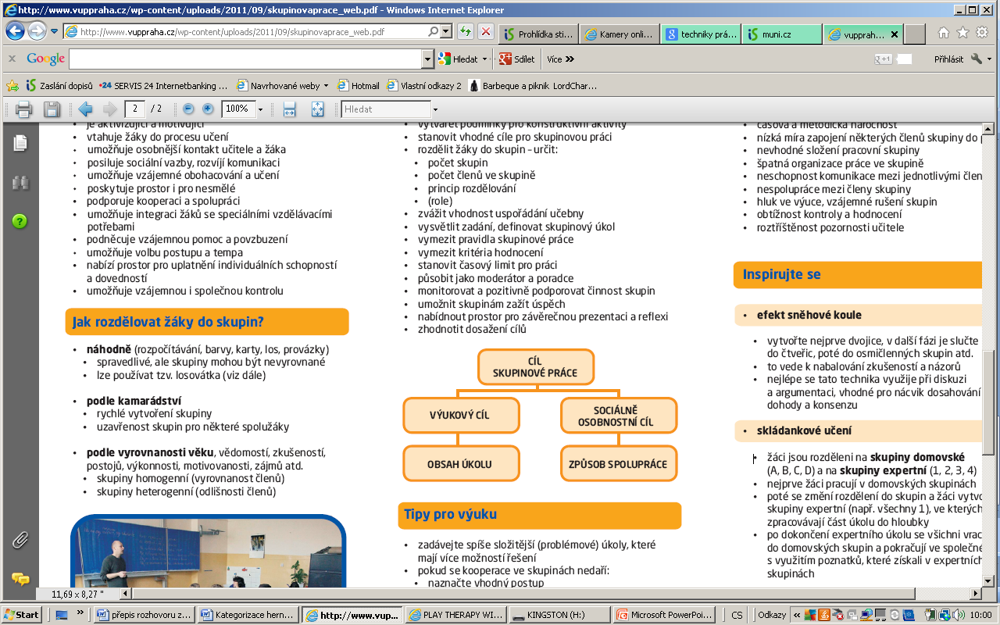 http://www.vuppraha.cz/wp-content/uploads/2011/09/skupinovaprace_web.pdf - Windows Internet Explorer
http://www.vuppraha.cz/wp-content/uploads/2011/09/skupinovaprace_web.pdf
Prohlídka sti...
Kamery onli...
techniky prá...
muni.cz
vupprah...
x Google
Hledat
Sdílet
Více »
+1
Přihlásit
Zaslání dopisů
SERVIS 24 Internetbanking ...
Navrhované weby
Hotmail
Vlastní odkazy 2
Barbeque a piknik LordChar...
2 / 2
100%
Hledat
• je aktivizující a motivující
• vtahuje žáky do procesu učení
• umožňuje osobnější kontakt učitele a žáka
• posiluje sociální vazby, rozvíjí komunikaci
• umožňuje vzájemné obohacování a učení
• poskytuje prostor i pro nesmělé
• podporuje kooperaci a spolupráci
• umožňuje integraci žáků se speciálními vzdělávacími
potřebami
• podněcuje vzájemnou pomoc a povzbuzení
• umožňuje volbu postupu a tempa
• nabízí prostor pro uplatnění individuálních schopností
a dovedností
• umožňuje vzájemnou i společnou kontrolu
Jak rozdělovat žáky do skupin?
• náhodně (rozpočítávání, barvy, karty, los, provázky)
• spravedlivé, ale skupiny mohou být nevyrovnané
• lze používat tzv. losovátka (viz dále)
• podle kamarádství
• rychlé vytvoření skupiny
• uzavřenost skupin pro některé spolužáky
• podle vyrovnanosti věku, vědomostí, zkušeností,
postojů, výkonnosti, motivovanosti, zájmů atd.
• skupiny homogenní (vyrovnanost členů)
• skupiny heterogenní (odlišnosti členů)
• vytvářet podmínky pro konstruktivní aktivity
• stanovit vhodné cíle pro skupinovou práci
• rozdělit žáky do skupin – určit:
• počet skupin
• počet členů ve skupině
• princip rozdělování
• (role)
• zvážit vhodnost uspořádání učebny
• vysvětlit zadání, definovat skupinový úkol
• vymezit pravidla skupinové práce
• vymezit kritéria hodnocení
• stanovit časový limit pro práci
• působit jako moderátor a poradce
• monitorovat a pozitivně podporovat činnost skupin
• umožnit skupinám zažít úspěch
• nabídnout prostor pro závěrečnou prezentaci a reflexi
• zhodnotit dosažení cílů
CÍL
SKUPINOVÉ PRÁCE
VÝUKOVÝ CÍL
SOCIÁLNĚ
OSOBNOSTNÍ CÍL
OBSAH ÚKOLU
ZPŮSOB SPOLUPRÁCE
Tipy pro výuku
• zadávejte spíše složitější (problémové) úkoly, které
mají více možností řešení
• pokud se kooperace ve skupinách nedaří:
• naznačte vhodný postup
• časová a metodická náročnost
• nízká míra zapojení některých členů skupiny do p
• nevhodné složení pracovní skupiny
• špatná organizace práce ve skupině
• neschopnost komunikace mezi jednotlivými člen
• nespolupráce mezi členy skupiny
• hluk ve výuce, vzájemné rušení skupin
• obtížnost kontroly a hodnocení
• roztříštěnost pozornosti učitele
Inspirujte se
• efekt sněhové koule
• vytvořte nejprve dvojice, v další fázi je slučte
do čtveřic, poté do osmičlenných skupin atd.
• to vede k nabalování zkušeností a názorů
• nejlépe se tato technika využije při diskuzi
a argumentaci, vhodné pro nácvik dosahování
dohody a konsenzu
• skládankové učení
• žáci jsou rozděleni na skupiny domovské
(A, B, C, D) a na skupiny expertní (1, 2, 3, 4)
• nejprve žáci pracují v domovských skupinách
• poté se změní rozdělení do skupin a žáci vytvo
skupiny expertní (např. všechny 1), ve kterých
zpracovávají část úkolu do hloubky
• po dokončení expertního úkolu se všichni vrac
do domovských skupin a pokračují ve společné
s využitím poznatků, které získali v expertních
skupinách
11,69 x 8,27 "
Start
»
přepis rozhovoru z...
Kategorizacé he...
http://www.vup...
PLAY THERAPY WI...
KINGSTON (H:)
Microsoft PowerPoi...
CS
Odkazy «
10:00